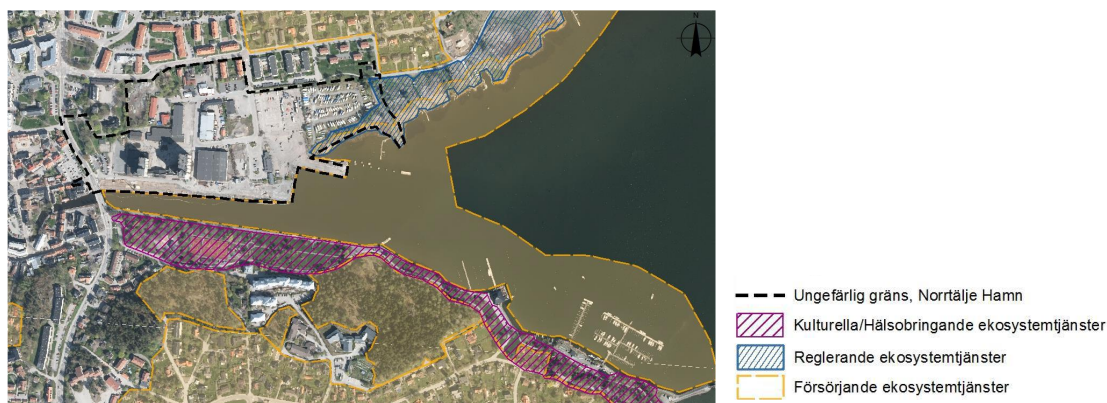 Ungefärlig gräns, Norrtälje Hamn
Kulturella/Hälsobringande ekosystemtjänster
Reglerande ekosystemtjänster
Försörjande ekosystemtjänster